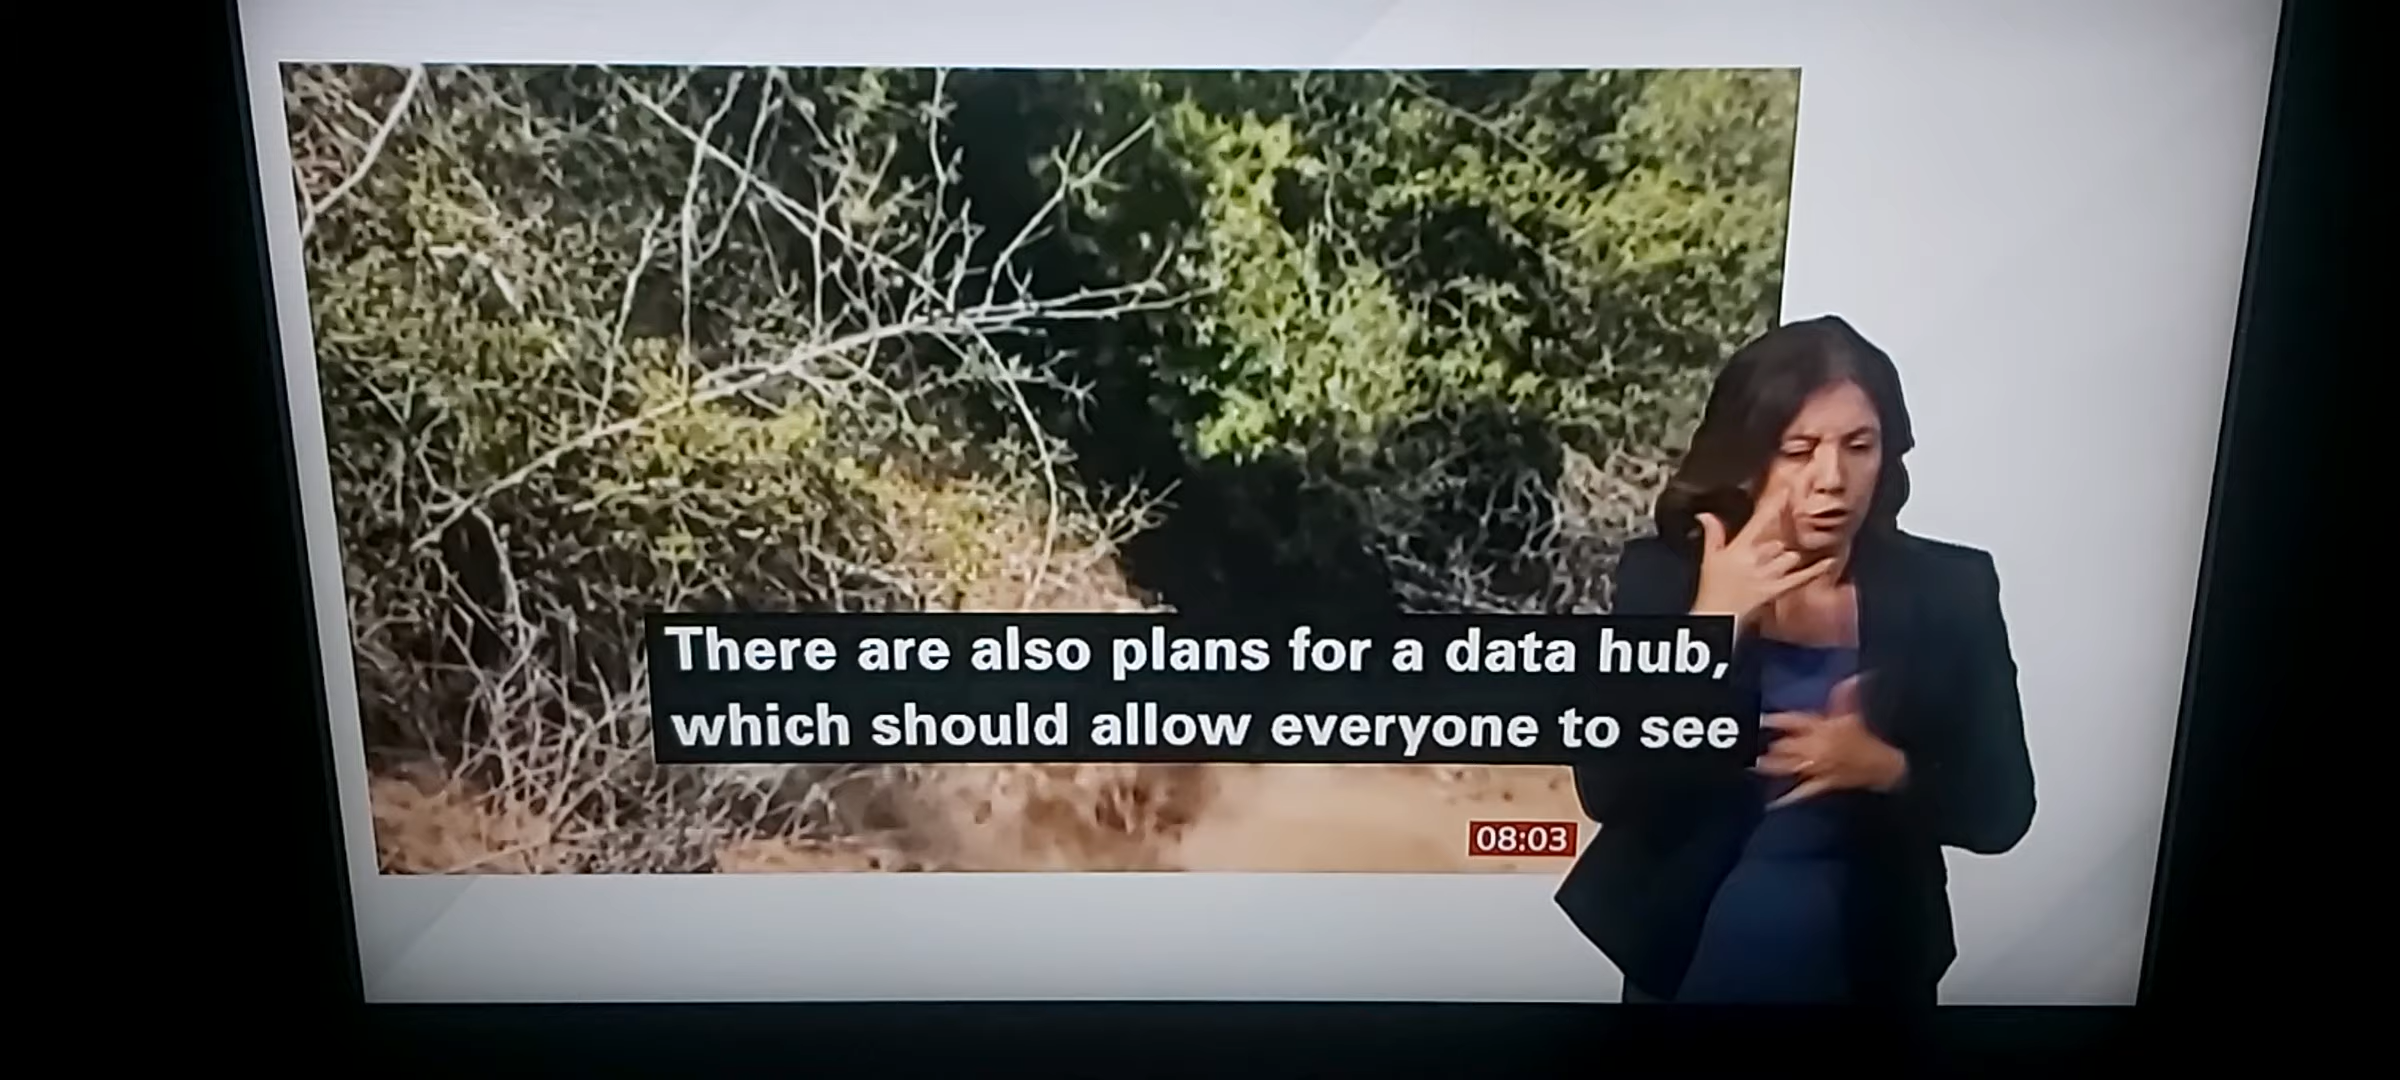 There are also plans for a data hub,
which should allow everyone to see
08:03